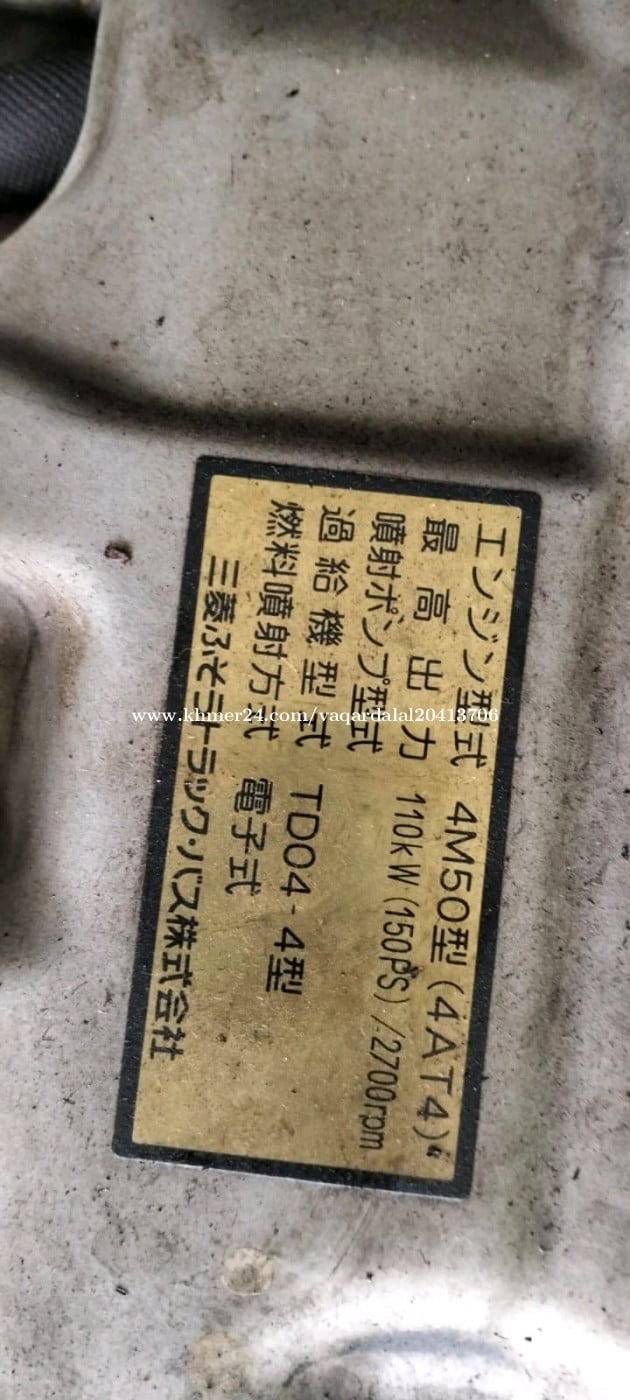 エンジン型式 4M50型(4AT4)
最高出力 110kW(150PS)/2700rpm
噴射ポンプ型式
過給機型式 TD04-4型
燃料噴射方式 電子式
三菱ふそうトラック・バス株式会社
www.khmer24.com/yaqardalal20413706